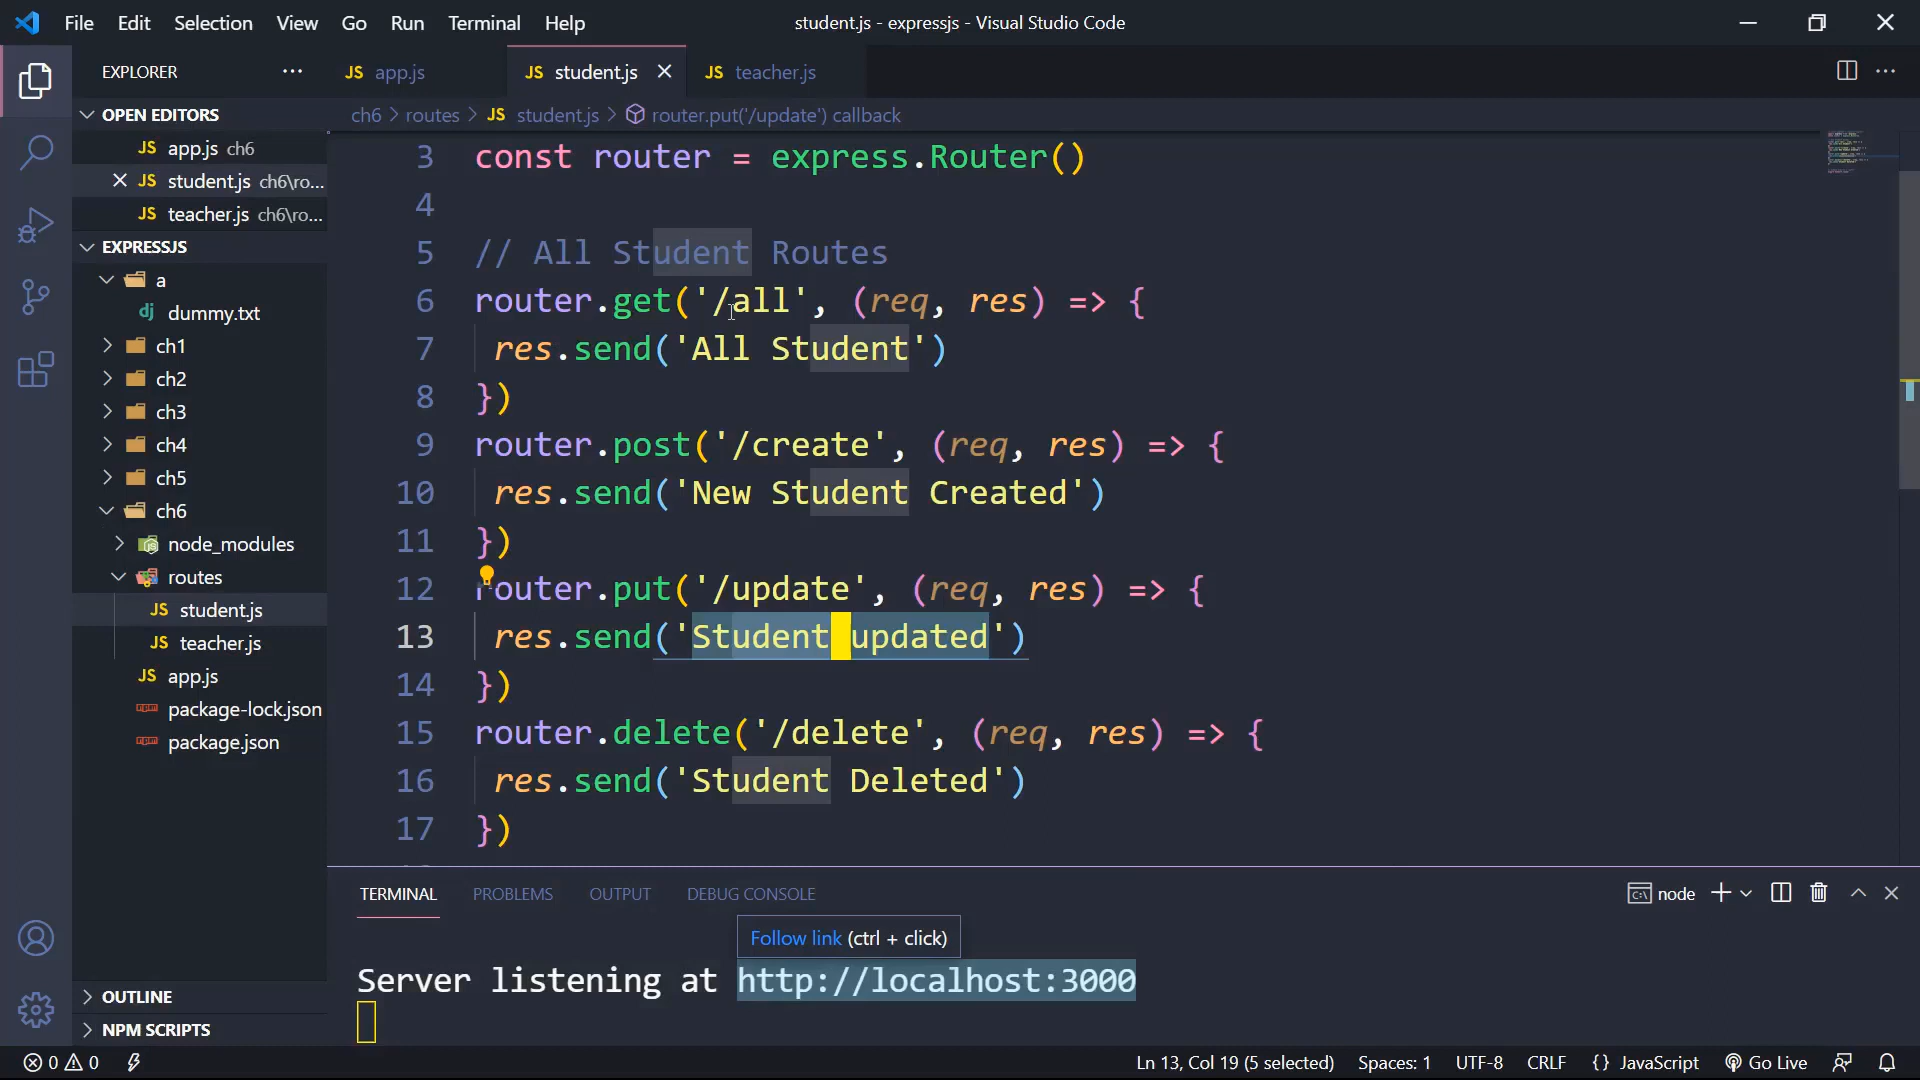 File Edit Selection View Go Run Terminal Help student.js - expressjs - Visual Studio Code
EXPLORER
JS app.js
JS student.js
JS teacher.js
OPEN EDITORS
JS app.js ch6
JS student.js ch6\ro...
JS teacher.js ch6\ro...
EXPRESSJS
a
dummy.txt
ch1
ch2
ch3
ch4
ch5
ch6
node_modules
routes
JS student.js
JS teacher.js
JS app.js
package-lock.json
package.json
OUTLINE
NPM SCRIPTS
ch6 > routes > JS student.js > router.put('/update') callback
3 const router = express.Router()
4
5 // All Student Routes
6 router.get('/all', (req, res) => {
7 res.send('All Student')
8 })
9 router.post('/create', (req, res) => {
10 res.send('New Student Created')
11 })
12 router.put('/update', (req, res) => {
13 res.send('Student updated')
14 })
15 router.delete('/delete', (req, res) => {
16 res.send('Student Deleted')
17 })
TERMINAL PROBLEMS OUTPUT DEBUG CONSOLE
node
Follow link (ctrl + click)
Server listening at http://localhost:3000
0 0
Ln 13, Col 19 (5 selected) Spaces: 1 UTF-8 CRLF {} JavaScript Go Live